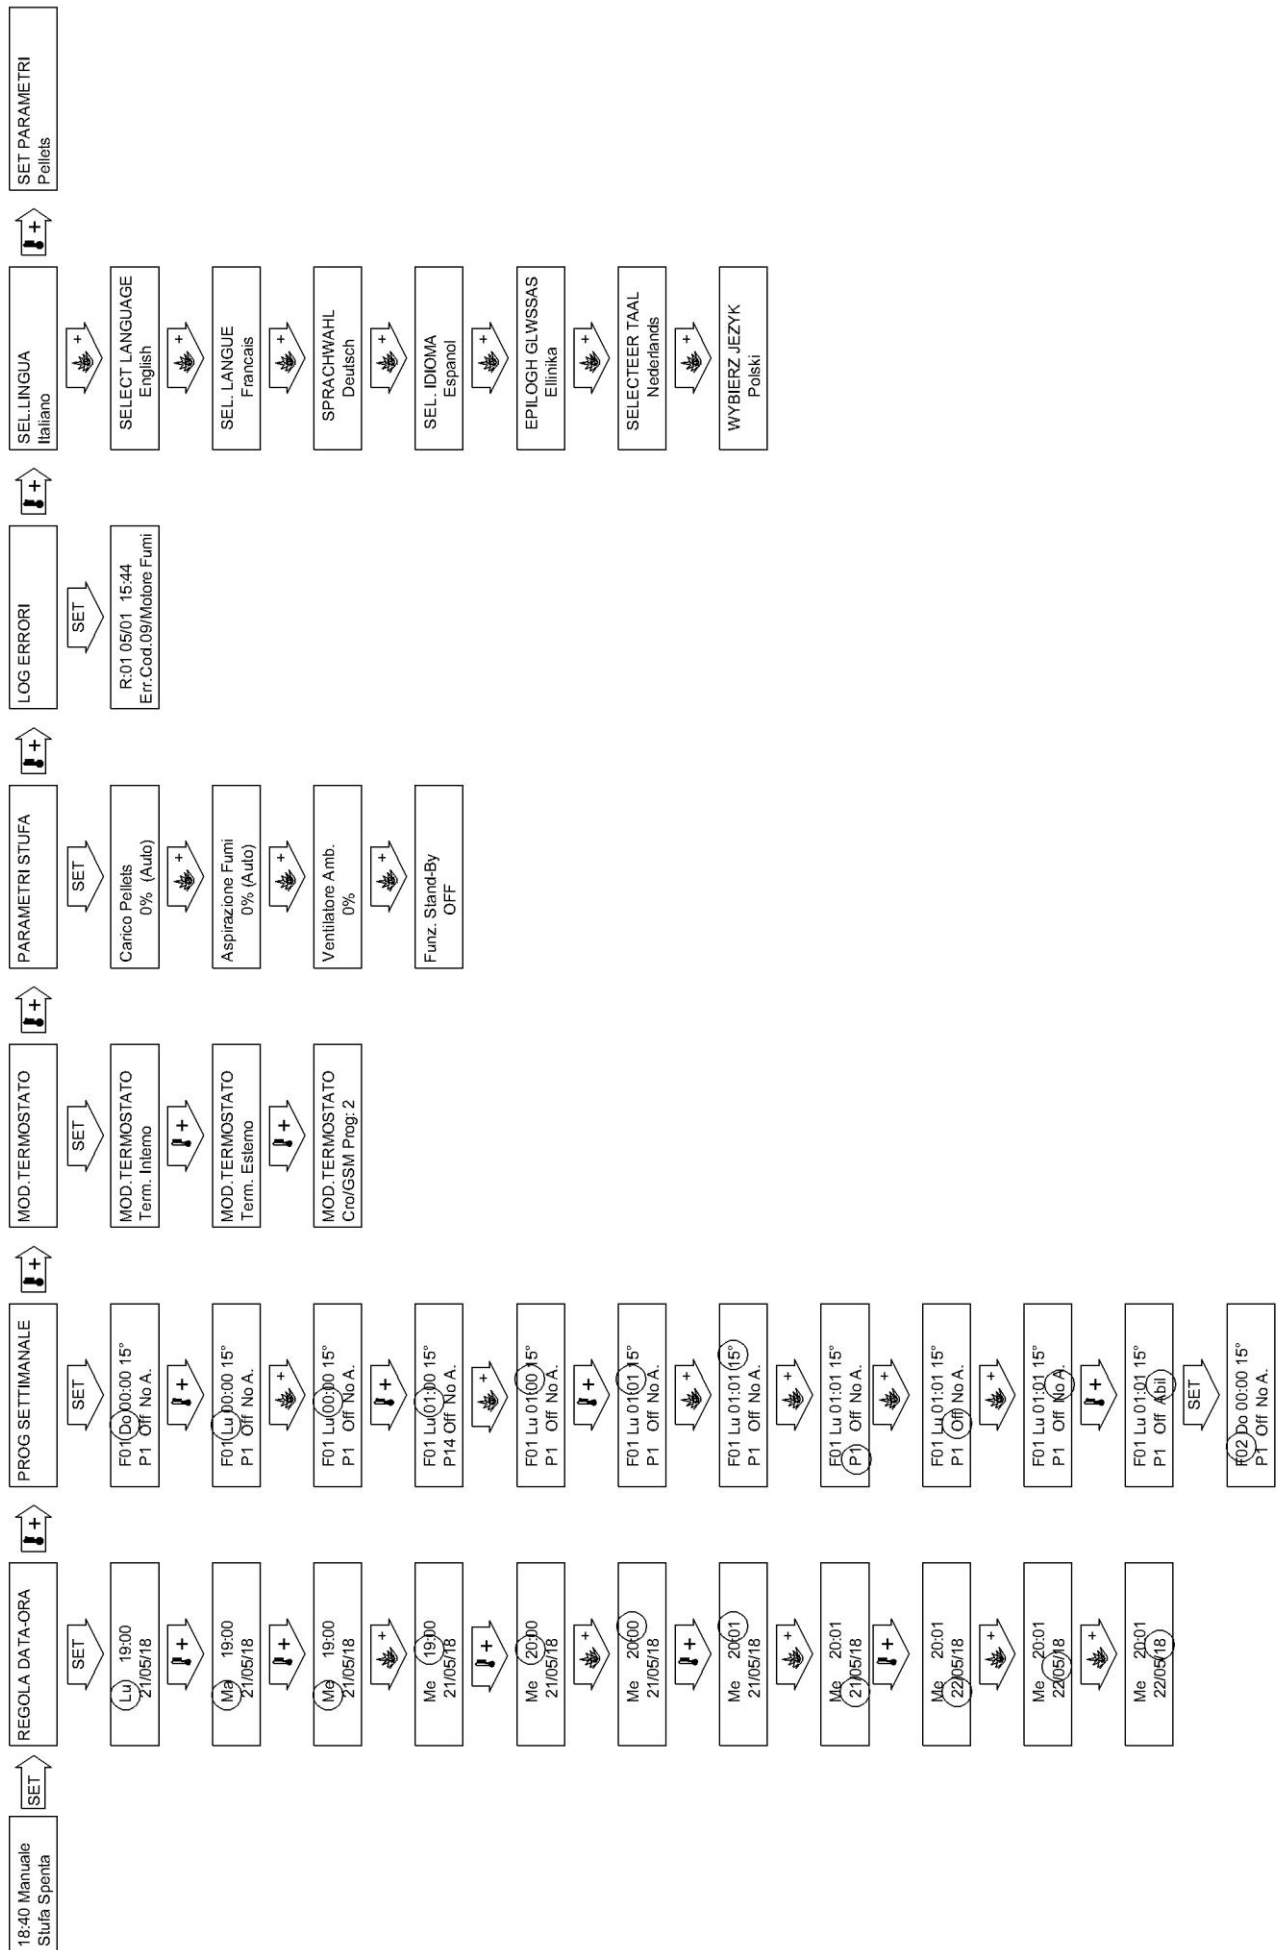 18:40 Manuale
Stufa Spenta
SET
REGOLA DATA-ORA
SET
Lu 19:00
21/05/18
+
Ma 19:00
21/05/18
+
Me 19:00
21/05/18
+
Me 19:00
21/05/18
+
Me 20:00
21/05/18
+
Me 20:00
21/05/18
+
Me 20:01
21/05/18
+
Me 20:01
21/05/18
+
Me 20:01
22/05/18
+
Me 20:01
22/05/18
+
Me 20:01
22/05/18
+
PROG SETTIMANALE
SET
F01 Do 00:00 15°
P1 Off No A.
+
F01 Lu 00:00 15°
P1 Off No A.
+
F01 Lu 00:00 15°
P1 Off No A.
+
F01 Lu 01:00 15°
P14 Off No A.
+
F01 Lu 01:00 15°
P1 Off No A.
+
F01 Lu 01:01 15°
P1 Off No A.
+
F01 Lu 01:01 15°
P1 Off No A.
+
F01 Lu 01:01 15°
P1 Off No A.
+
F01 Lu 01:01 15°
P1 Off No A.
+
F01 Lu 01:01 15°
P1 Off No A.
+
F01 Lu 01:01 15°
P1 Off Abil
SET
F02 Do 00:00 15°
P1 Off No A.
+
MOD.TERMOSTATO
SET
MOD.TERMOSTATO
Term. Interno
+
MOD.TERMOSTATO
Term. Esterno
+
MOD.TERMOSTATO
Cro/GSM Prog: 2
+
PARAMETRI STUFA
SET
Carico Pellets
0% (Auto)
+
Aspirazione Fumi
0% (Auto)
+
Ventilatore Amb.
0%
+
Funz. Stand-By
OFF
+
LOG ERRORI
SET
R:01 05/01 15:44
Err.Cod.09/Motore Fumi
+
SEL.LINGUA
Italiano
+
SELECT LANGUAGE
English
+
SEL. LANGUE
Francais
+
SPRACHWAHL
Deutsch
+
SEL. IDIOMA
Espanol
+
EPILOGH GLWSSAS
Ellinika
+
SELECTEER TAAL
Nederlands
+
WYBIERZ JEZYK
Polski
+
SET PARAMETRI
Pellets